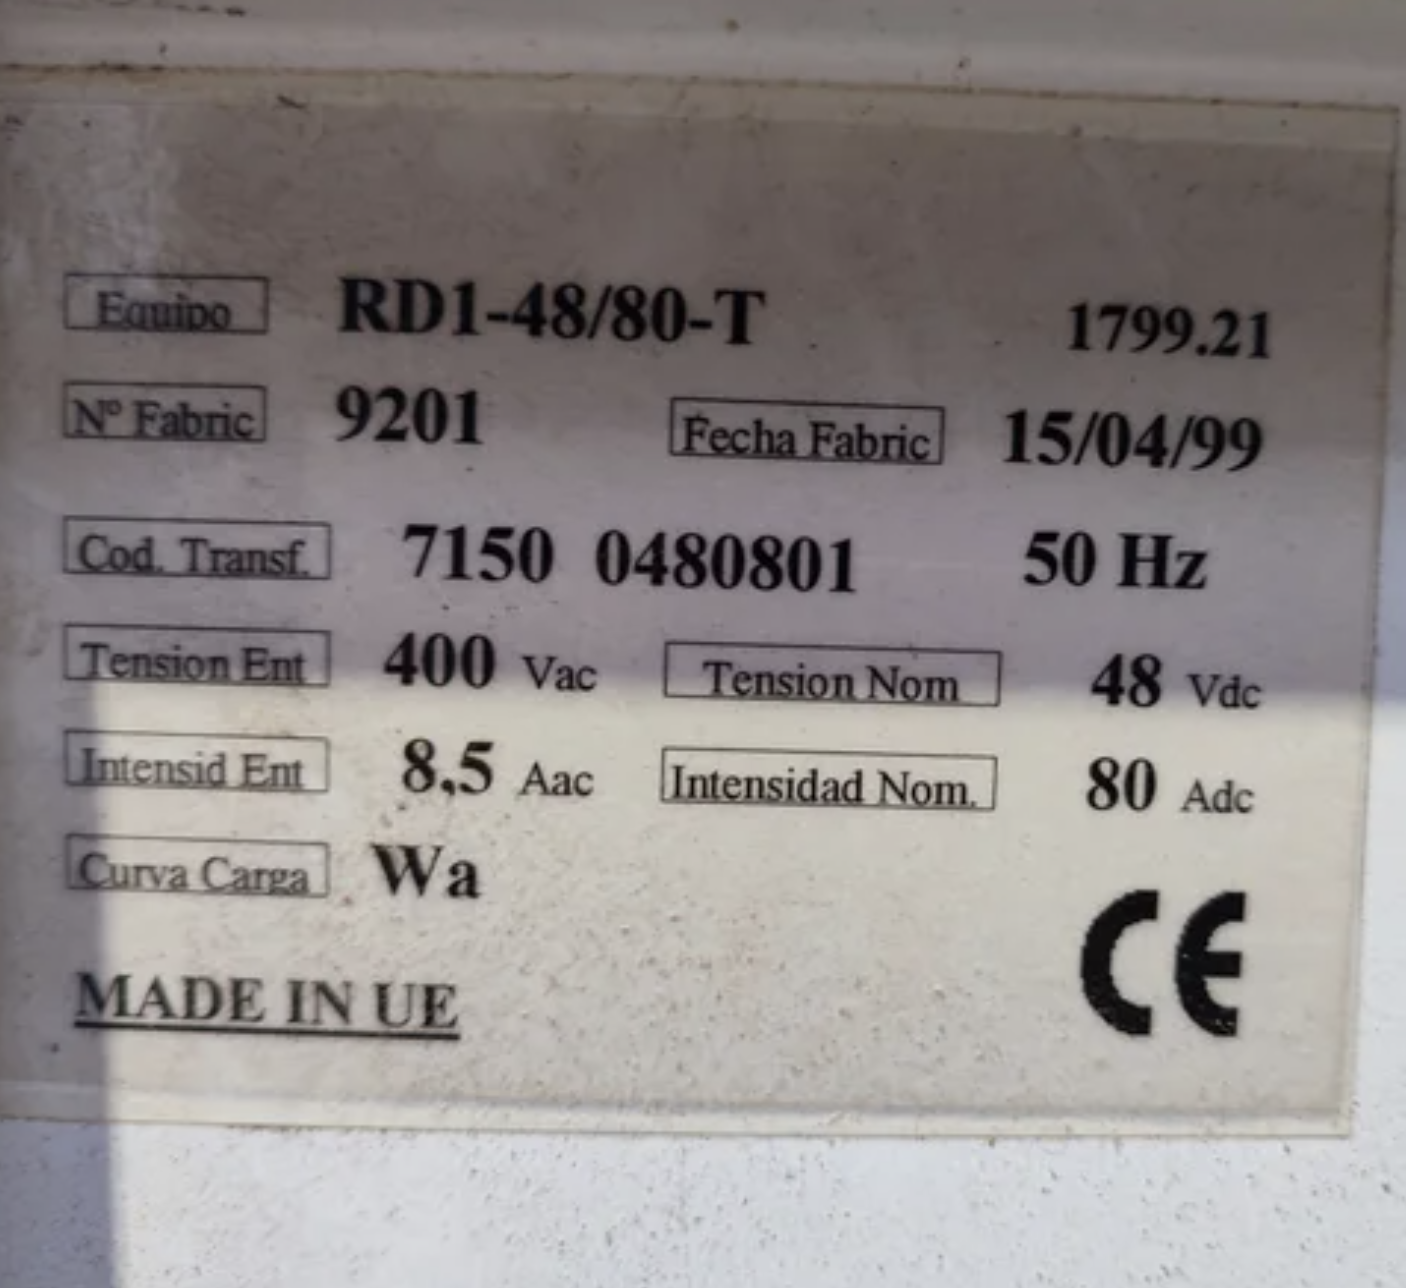 Equipo RD1-48/80-T 1799.21
Nº Fabric 9201 Fecha Fabric 15/04/99
Cod. Transf. 7150 0480801 50 Hz
Tension Ent 400 Vac Tension Nom 48 Vdc
Intensid Ent 8,5 Aac Intensidad Nom. 80 Adc
Curva Carga Wa
CE
MADE IN UE